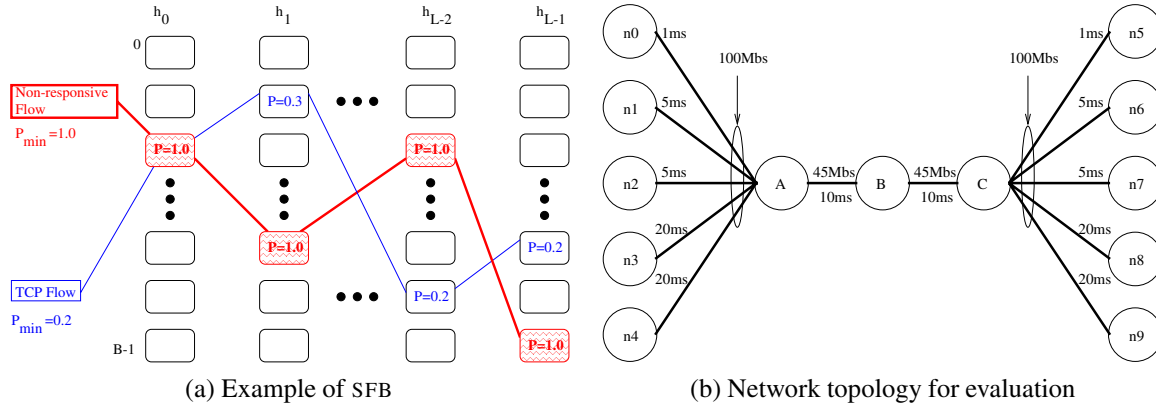 h0 h1 hL-2 hL-1
0
Non-responsive
Flow
Pmin=1.0
P=0.3
P=1.0
P=1.0
P=1.0
P=0.2
TCP Flow
Pmin=0.2
P=0.2
B-1
P=1.0
(a) Example of SFB
n0 1ms 1ms n5
100Mbs 100Mbs
n1 5ms 5ms n6
n2 5ms A 45Mbs 10ms B 45Mbs 10ms C 5ms n7
n3 20ms 20ms n8
n4 20ms 20ms n9
(b) Network topology for evaluation